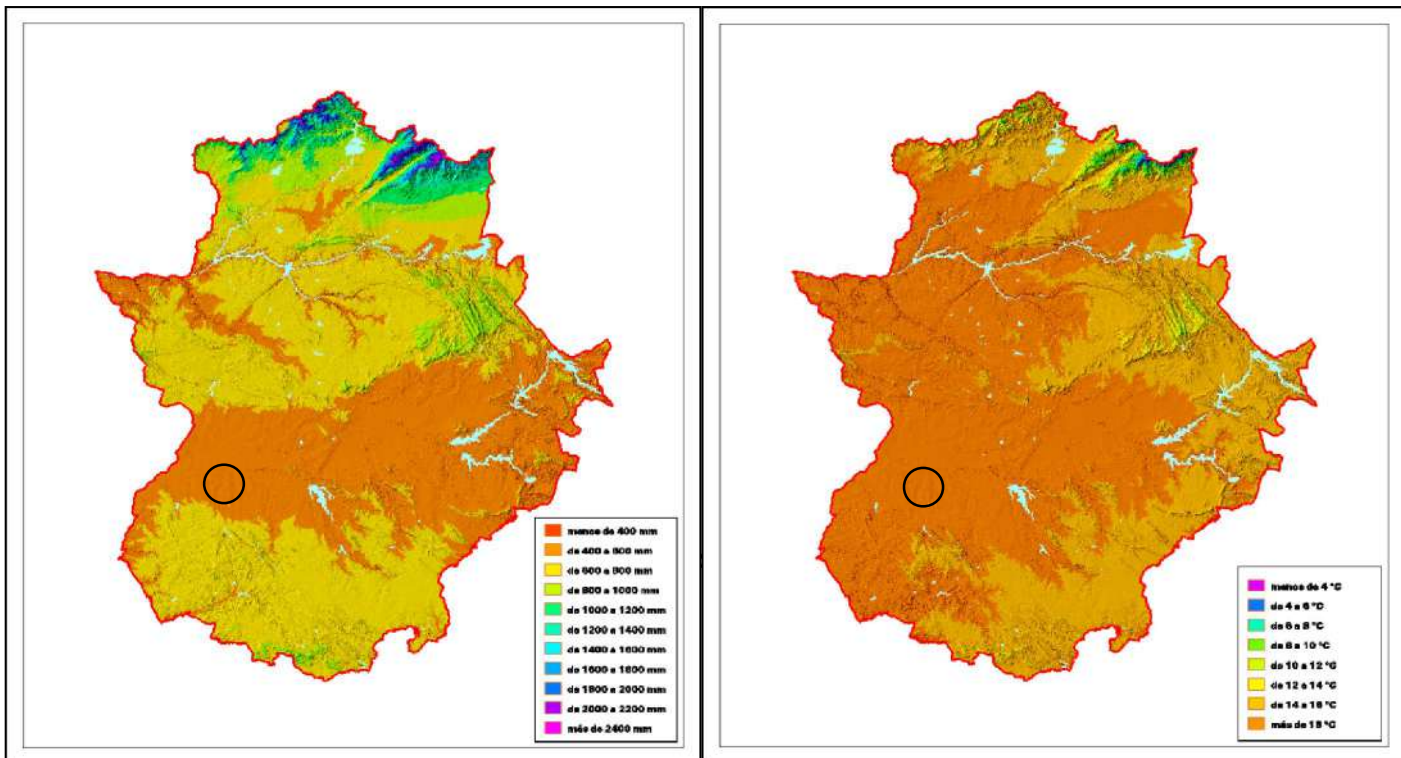 menos de 400 mm
de 400 a 600 mm
de 600 a 800 mm
de 800 a 1000 mm
de 1000 a 1200 mm
de 1200 a 1400 mm
de 1400 a 1600 mm
de 1600 a 1800 mm
de 1800 a 2000 mm
de 2000 a 2200 mm
más de 2400 mm
menos de 4 °C
de 4 a 6 °C
de 6 a 8 °C
de 8 a 10 °C
de 10 a 12 °C
de 12 a 14 °C
de 14 a 16 °C
más de 16 °C